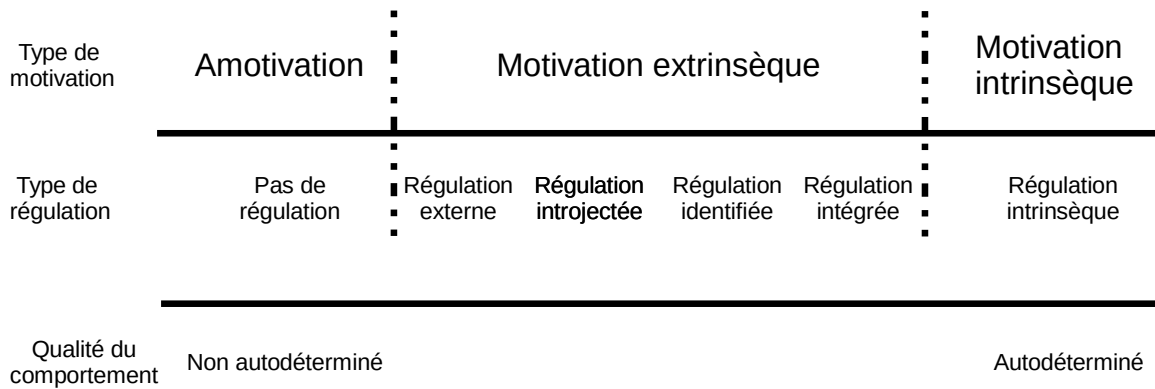 Type de
motivation
Amotivation
Motivation extrinsèque
Motivation
intrinsèque
Type de
régulation
Pas de
régulation
Régulation
externe
Régulation
introjectée
Régulation
identifiée
Régulation
intégrée
Régulation
intrinsèque
Qualité du
comportement
Non autodéterminé
Autodéterminé